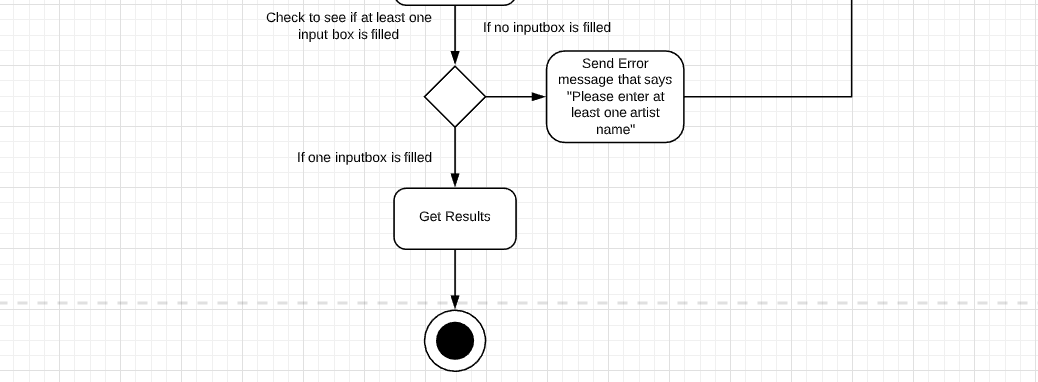 Check to see if at least one
input box is filled
If no inputbox is filled
Send Error
message that says
"Please enter at
least one artist
name"
If one inputbox is filled
Get Results